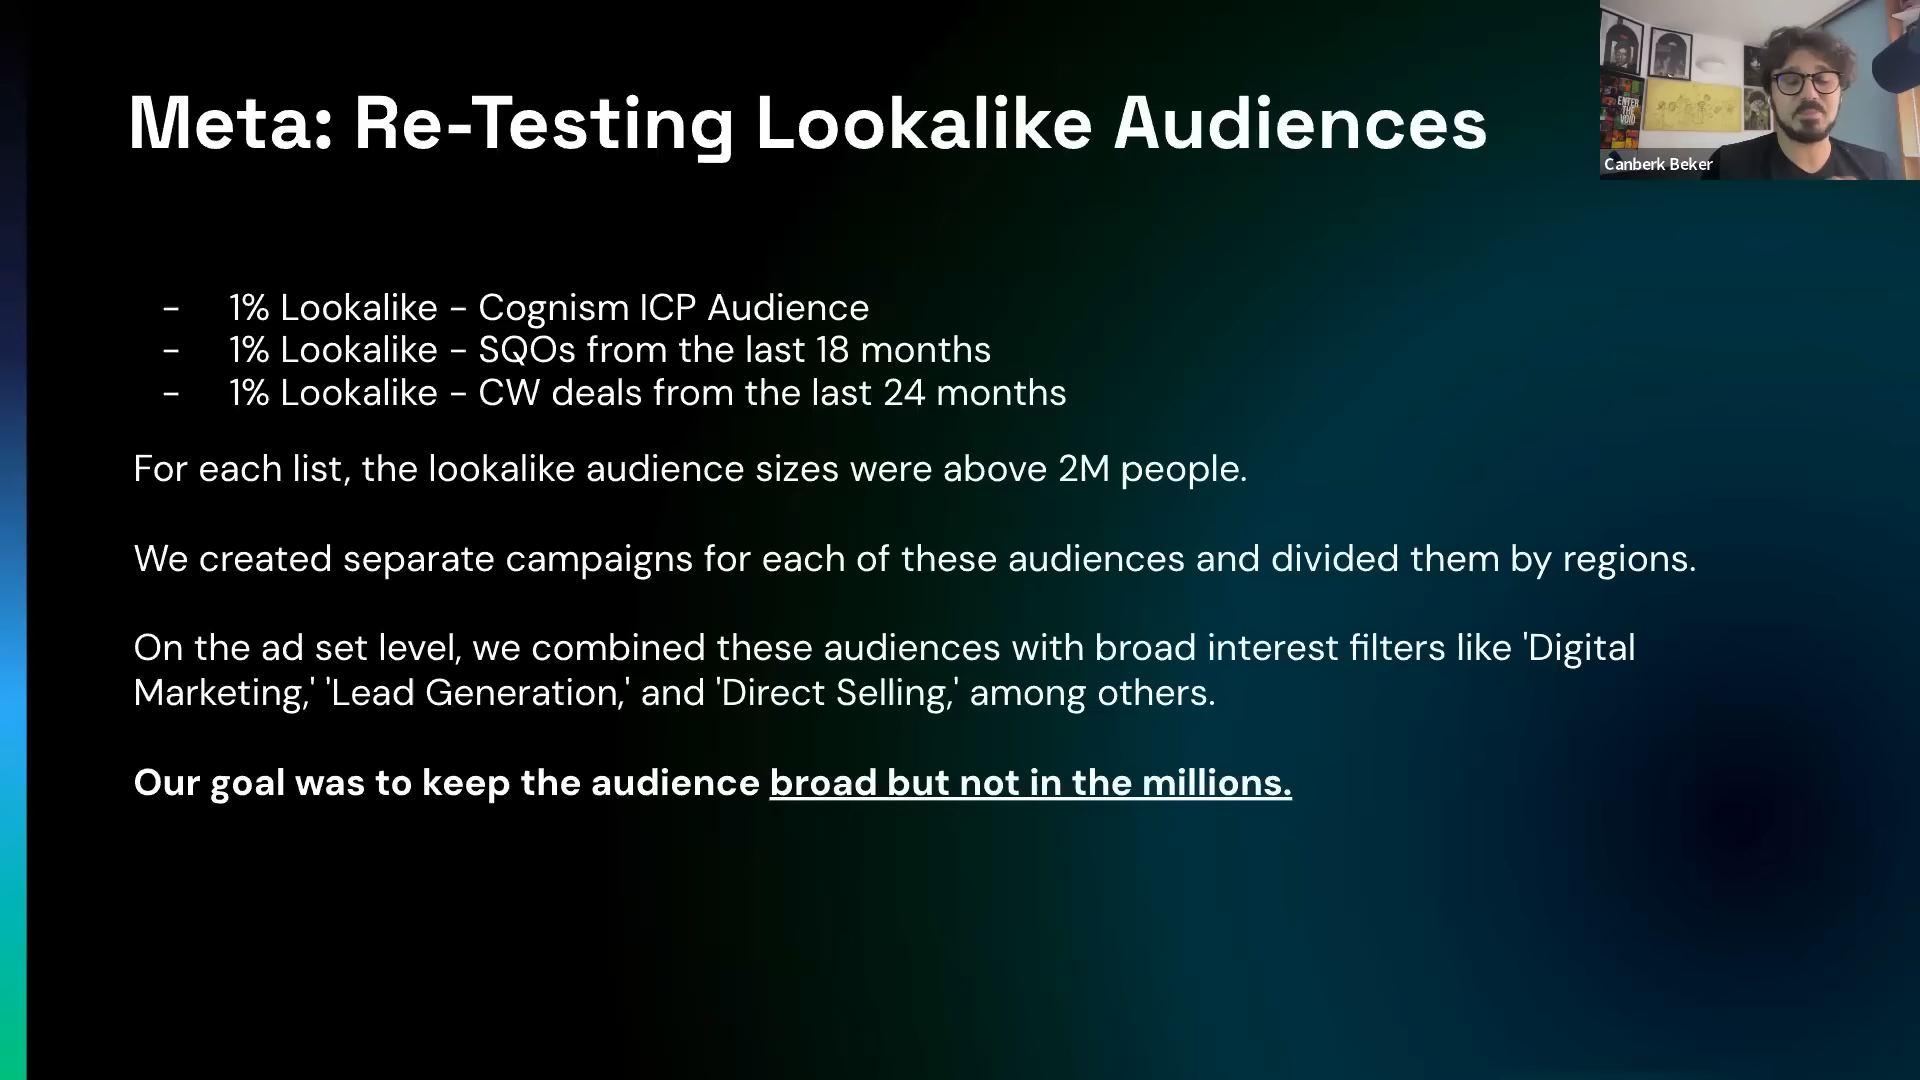 Meta: Re-Testing Lookalike Audiences
- 1% Lookalike - Cognism ICP Audience
- 1% Lookalike - SQOs from the last 18 months
- 1% Lookalike - CW deals from the last 24 months
For each list, the lookalike audience sizes were above 2M people.
We created separate campaigns for each of these audiences and divided them by regions.
On the ad set level, we combined these audiences with broad interest filters like 'Digital
Marketing,' 'Lead Generation,' and 'Direct Selling,' among others.
Our goal was to keep the audience broad but not in the millions.
ENTER
THE
VOID
Canberk Beker